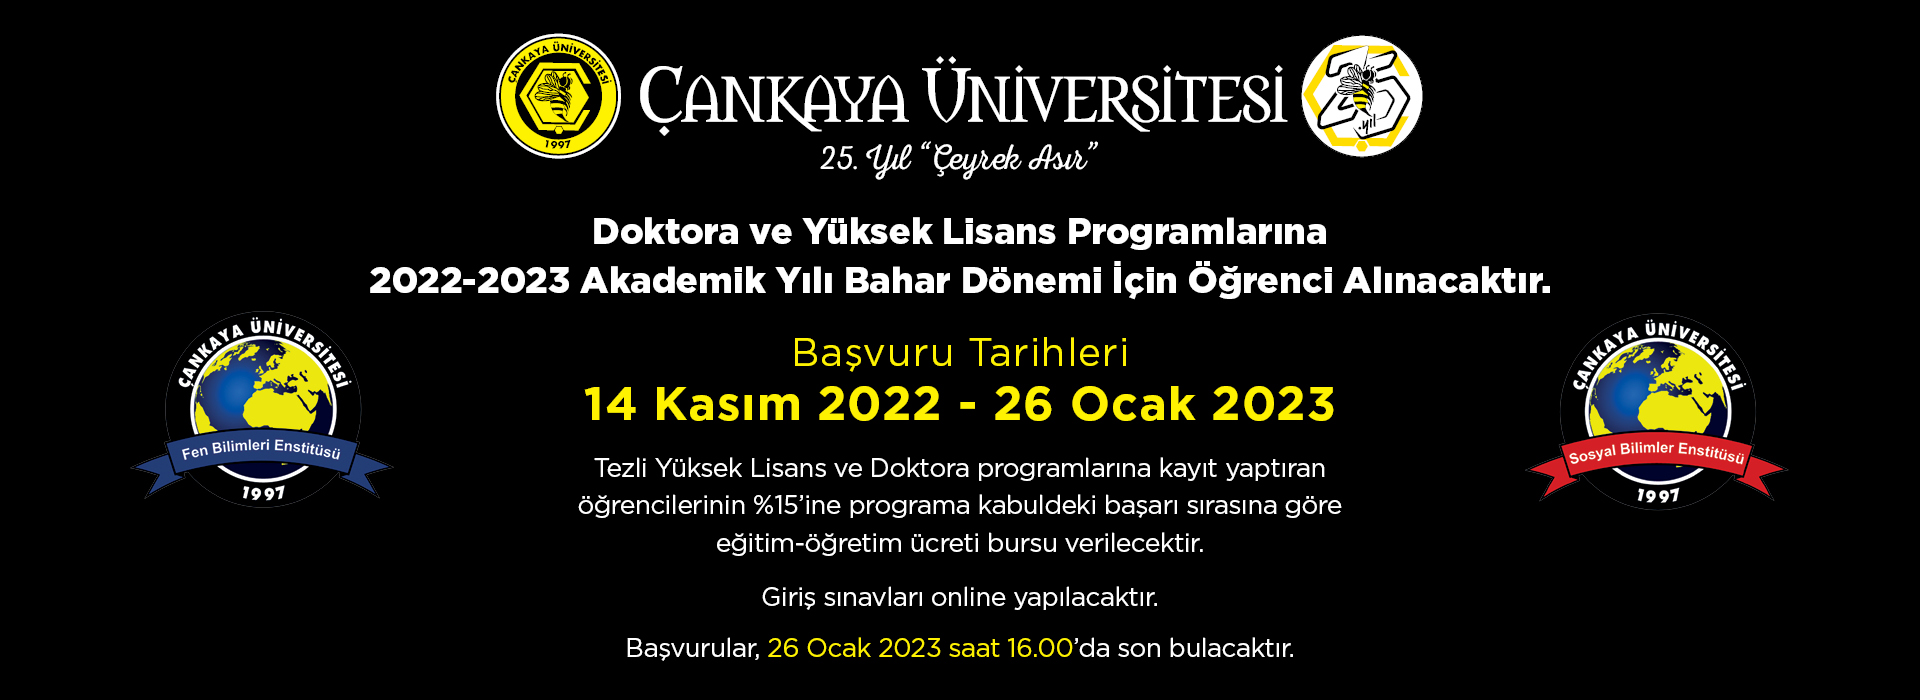 ÇANKAYA ÜNİVERSİTESİ
1997
ÇANKAYA ÜNİVERSİTESİ
25
.yıl
25. Yıl “Çeyrek Asır”
Doktora ve Yüksek Lisans Programlarına
2022-2023 Akademik Yılı Bahar Dönemi İçin Öğrenci Alınacaktır.
ÇANKAYA ÜNİVERSİTESİ
Fen Bilimleri Enstitüsü
1997
Başvuru Tarihleri
14 Kasım 2022 - 26 Ocak 2023
Tezli Yüksek Lisans ve Doktora programlarına kayıt yaptıran
öğrencilerinin %15’ine programa kabuldeki başarı sırasına göre
eğitim-öğretim ücreti bursu verilecektir.
Giriş sınavları online yapılacaktır.
Başvurular, 26 Ocak 2023 saat 16.00’da son bulacaktır.
ÇANKAYA ÜNİVERSİTESİ
Sosyal Bilimler Enstitüsü
1997